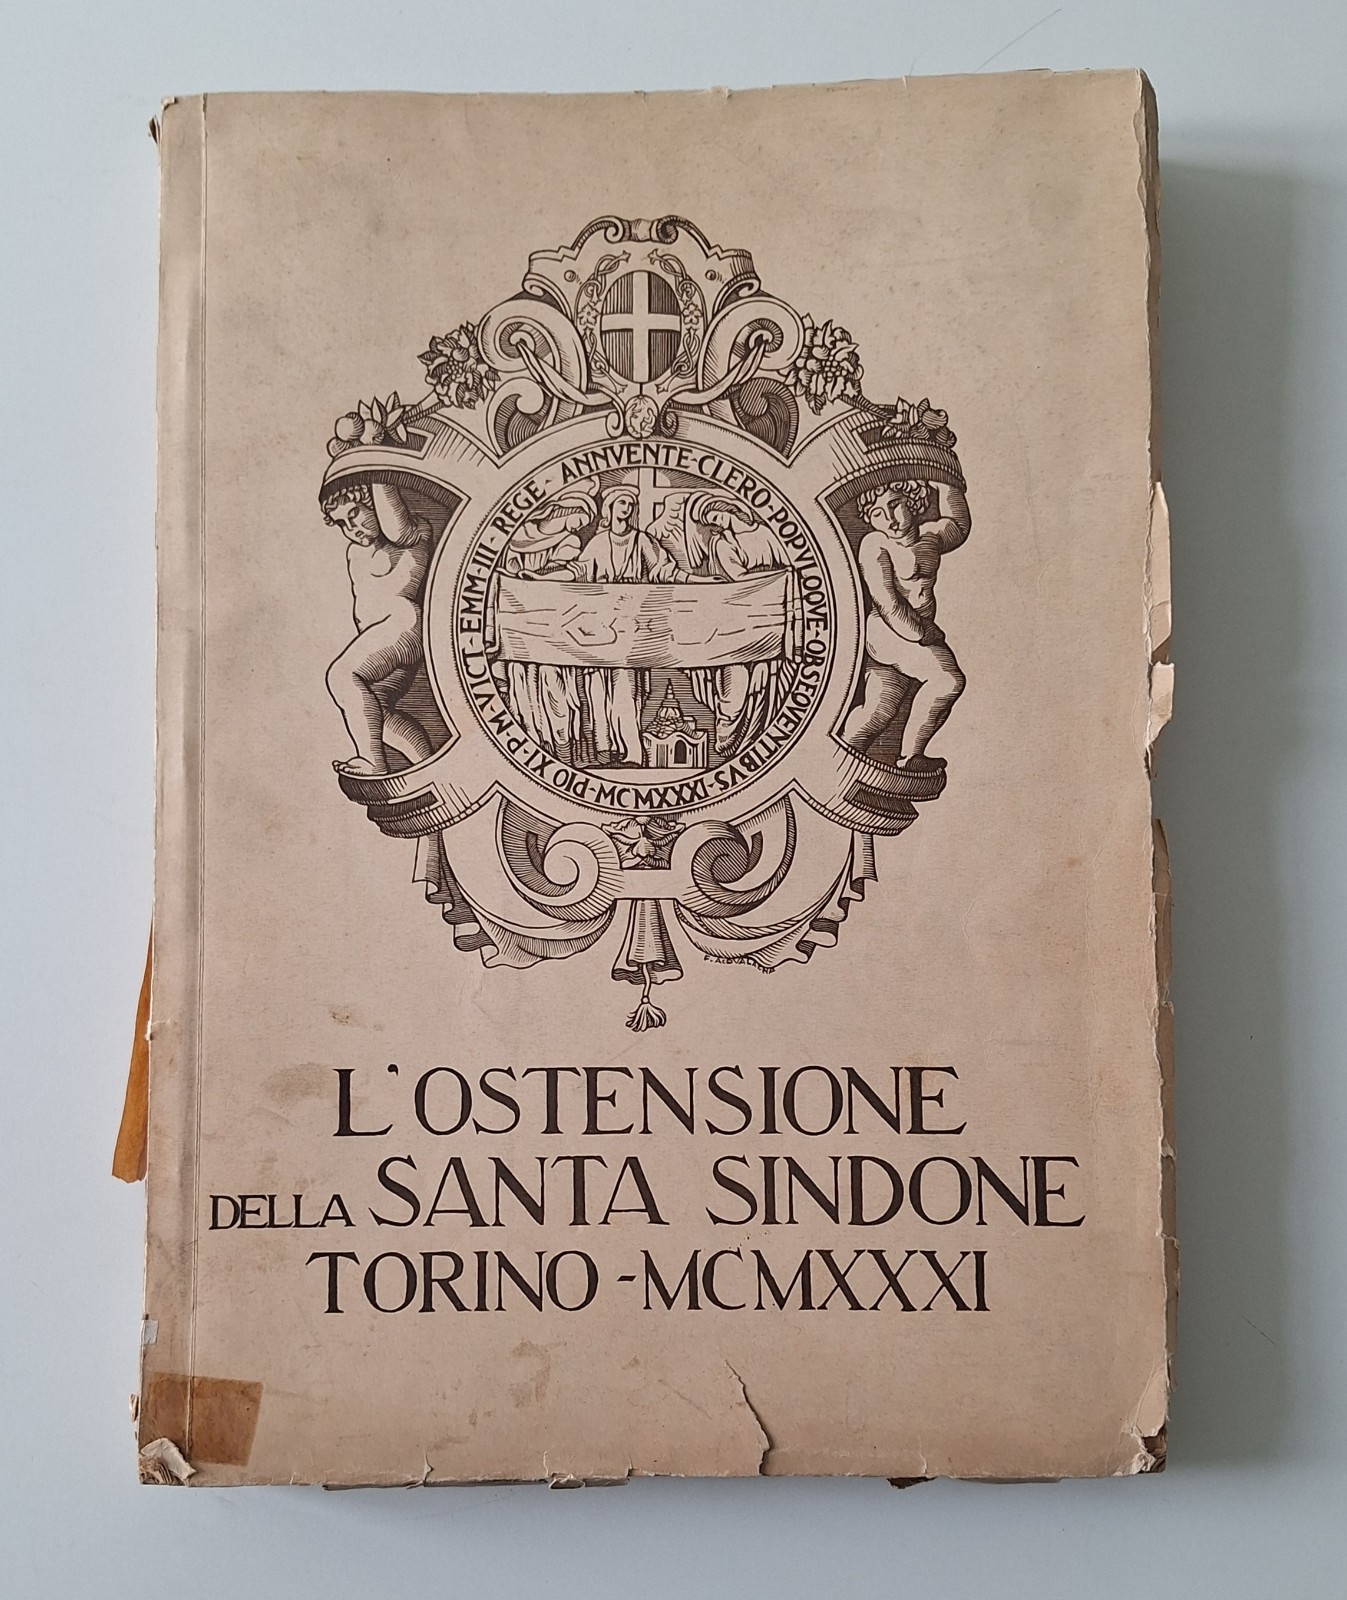 PIO XI·P·M·VICT·EMM·III·REGE·ANNVENTE·CLERO·POPVLOQVE·OBSEQVENTIBVS·MCMXXXI·
L'OSTENSIONE
DELLA SANTA SINDONE
TORINO-MCMXXXI